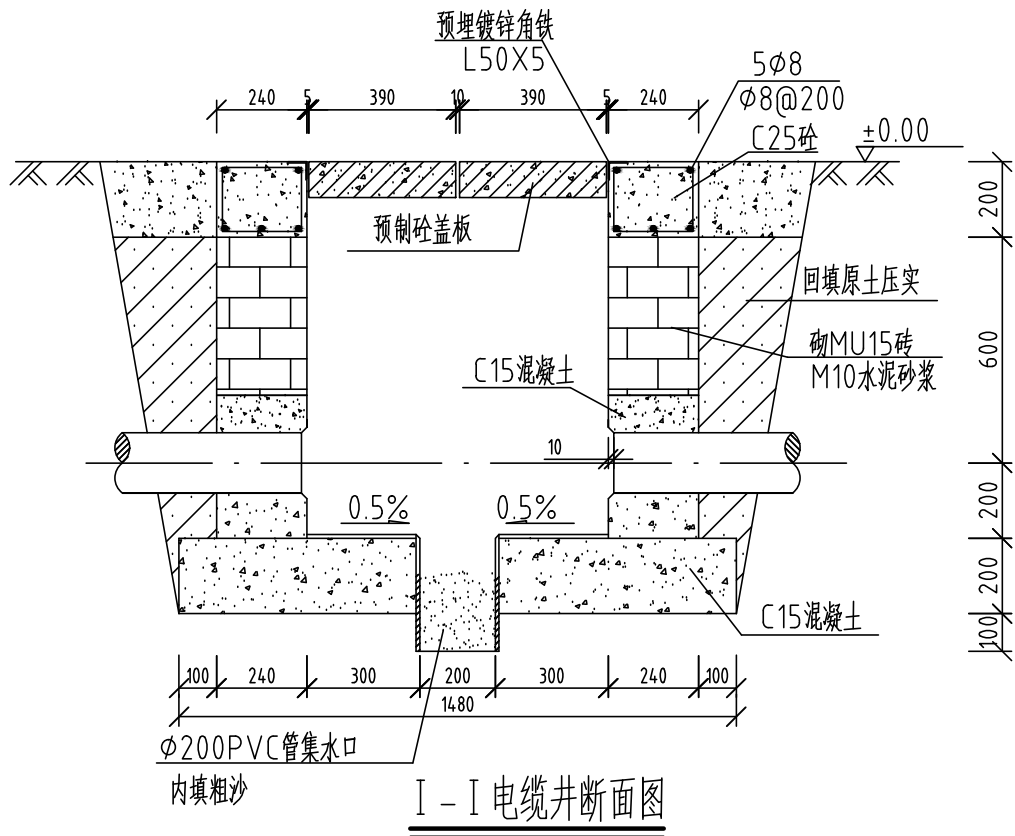 预埋镀锌角铁
L50X5
5φ8
φ8@200
C25砼
±0.00
240
5
390
10
390
5
240
200
预制砼盖板
回填原土压实
600
砌MU15砖
M10水泥砂浆
C15混凝土
10
0.5%
0.5%
200
200
C15混凝土
100
100
240
300
200
300
240
100
1480
φ200PVC管集水口
内填粗沙
I-I电缆井断面图